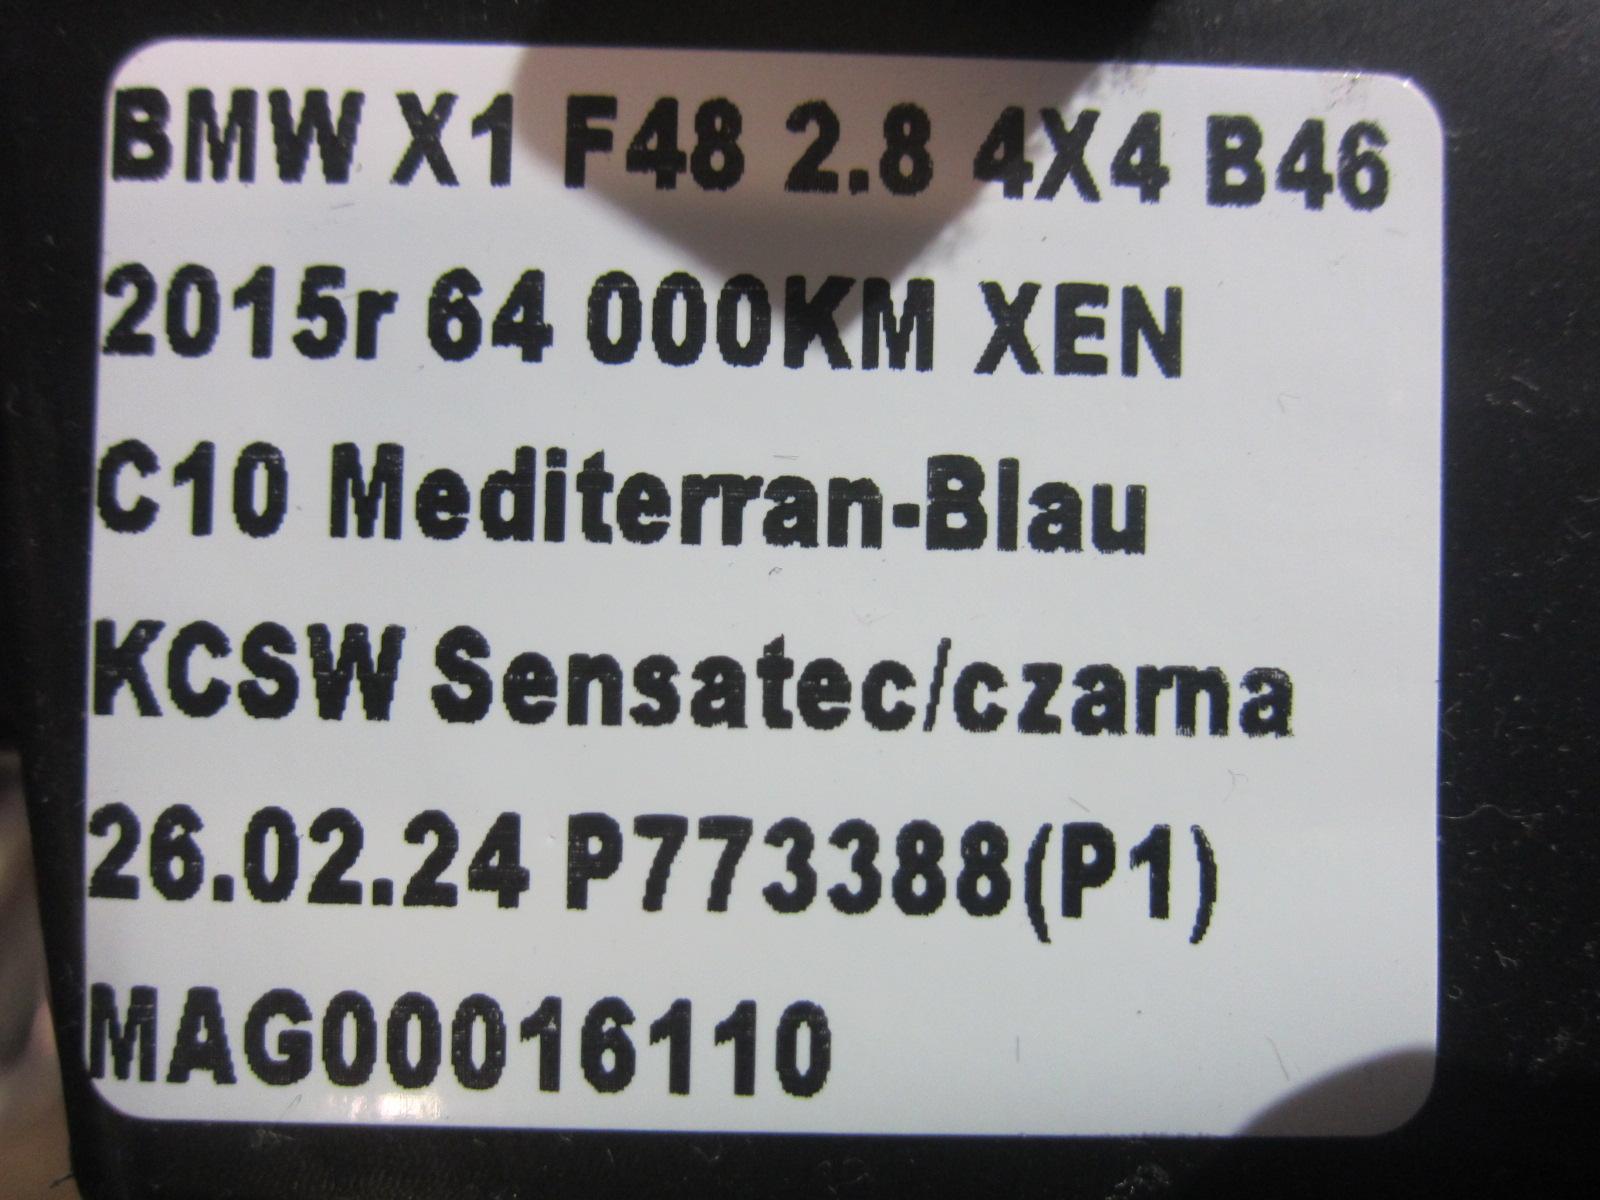 BMW X1 F48 2.8 4X4 B46
2015r 64 000KM XEN
C10 Mediterran-Blau
KCSW Sensatec/czarna
26.02.24 P773388(P1)
MAG00016110